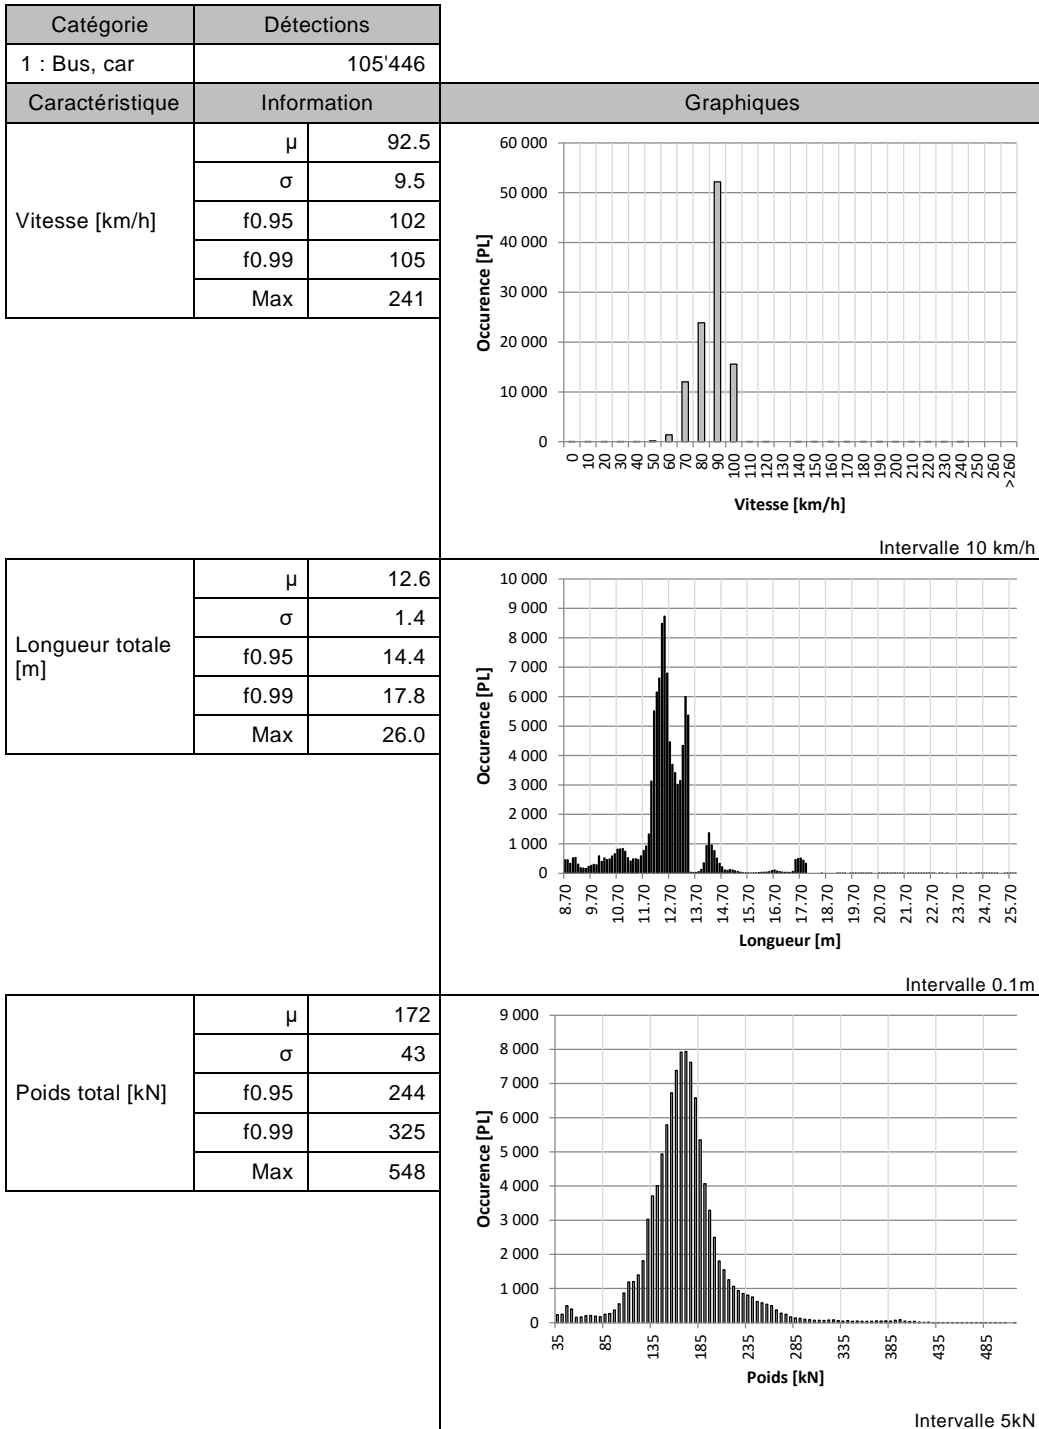 Catégorie Détections
1 : Bus, car 105'446
Caractéristique Information Graphiques
Vitesse [km/h]
μ 92.5
σ 9.5
f0.95 102
f0.99 105
Max 241
60 000
50 000
40 000
30 000
20 000
10 000
0
Occurence [PL]
0 10 20 30 40 50 60 70 80 90 100 110 120 130 140 150 160 170 180 190 200 210 220 230 240 250 260 >260
Vitesse [km/h]
Intervalle 10 km/h
Longueur totale
[m]
μ 12.6
σ 1.4
f0.95 14.4
f0.99 17.8
Max 26.0
10 000
9 000
8 000
7 000
6 000
5 000
4 000
3 000
2 000
1 000
0
Occurence [PL]
8.70 9.70 10.70 11.70 12.70 13.70 14.70 15.70 16.70 17.70 18.70 19.70 20.70 21.70 22.70 23.70 24.70 25.70
Longueur [m]
Intervalle 0.1m
Poids total [kN]
μ 172
σ 43
f0.95 244
f0.99 325
Max 548
9 000
8 000
7 000
6 000
5 000
4 000
3 000
2 000
1 000
0
Occurence [PL]
35 85 135 185 235 285 335 385 435 485
Poids [kN]
Intervalle 5kN